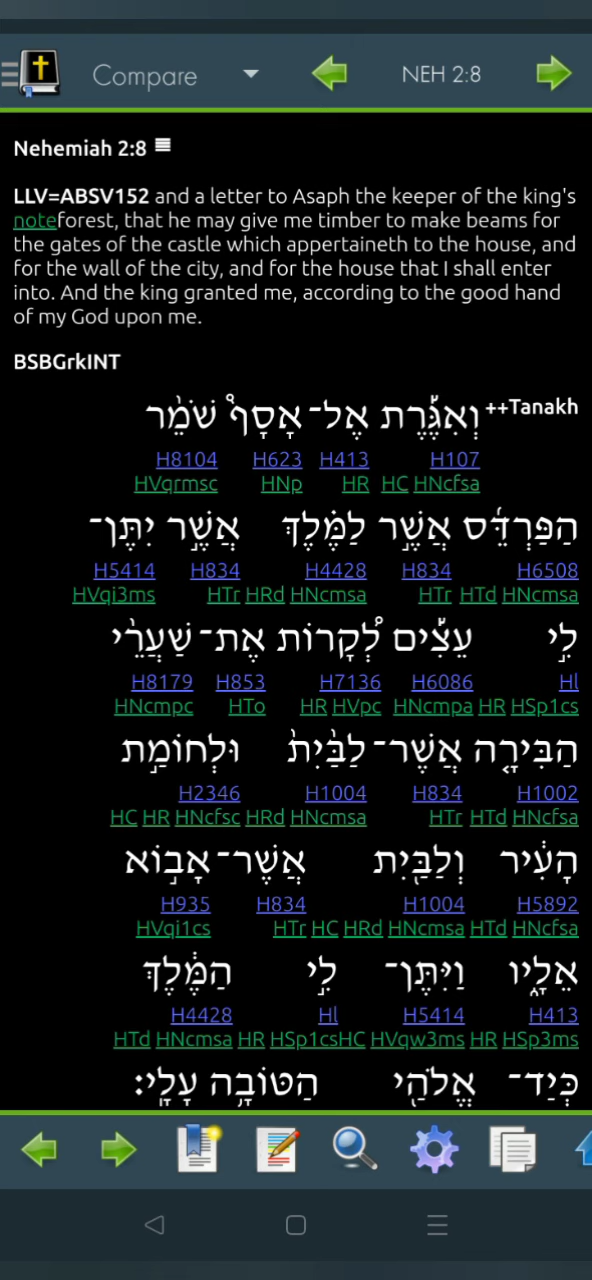 Compare
NEH 2:8
Nehemiah 2:8
LLV=ABSV152 and a letter to Asaph the keeper of the king's
noteforest, that he may give me timber to make beams for
the gates of the castle which appertaineth to the house, and
for the wall of the city, and for the house that I shall enter
into. And the king granted me, according to the good hand
of my God upon me.
BSBGrkINT
++Tanakh וְאִגֶּ֡רֶת אֶל־אָסָף֩ שֹׁמֵ֨ר
H8104 H623 H413 H107
HVqrmsc HNp HR HC HNcfsa
הַפַּרְדֵּ֜ס אֲשֶׁ֣ר לַמֶּ֗לֶךְ אֲשֶׁ֣ר יִתֶּן־
H5414 H834 H4428 H834 H6508
HVqi3ms HTr HRd HNcmsa HTr HTd HNcmsa
לִ֣י עֵצִ֡ים לְ֠קָרוֹת אֶת־שַׁעֲרֵ֨י
H8179 H853 H7136 H6086 Hl
HNcmpc HTo HR HVpc HNcmpa HR HSp1cs
הַבִּירָ֤ה אֲשֶׁר־לַבַּ֙יִת֙ וּלְחוֹמַ֣ת
H2346 H1004 H834 H1002
HC HR HNcfsc HRd HNcmsa HTr HTd HNcfsa
הָעִ֔יר וְלַבַּ֖יִת אֲשֶׁר־אָב֣וֹא
H935 H834 H1004 H5892
HVqi1cs HTr HC HRd HNcmsa HTd HNcfsa
אֵלָ֑יו וַיִּתֶּן־ לִ֣י הַמֶּ֔לֶךְ
H4428 Hl H5414 H413
HTd HNcmsa HR HSp1csHC HVqw3ms HR HSp3ms
כְּיַד־ אֱלֹהַ֖י הַטּוֹבָ֥ה עָלָֽי׃